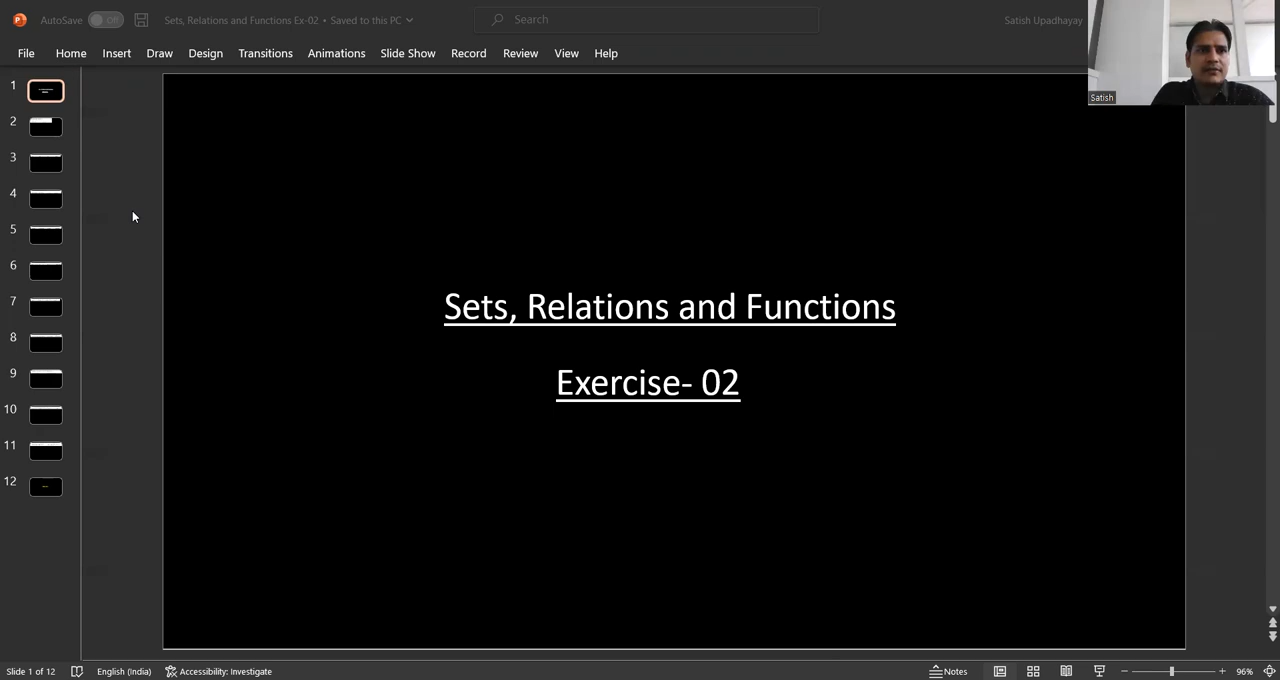 AutoSave Off Sets, Relations and Functions Ex-02 • Saved to this PC Search Satish Upadhayay
File Home Insert Draw Design Transitions Animations Slide Show Record Review View Help
Satish
1
2
3
4
5
6
7
8
9
10
11
12
Sets, Relations and Functions
Exercise- 02
Slide 1 of 12 English (India) Accessibility: Investigate Notes 96%